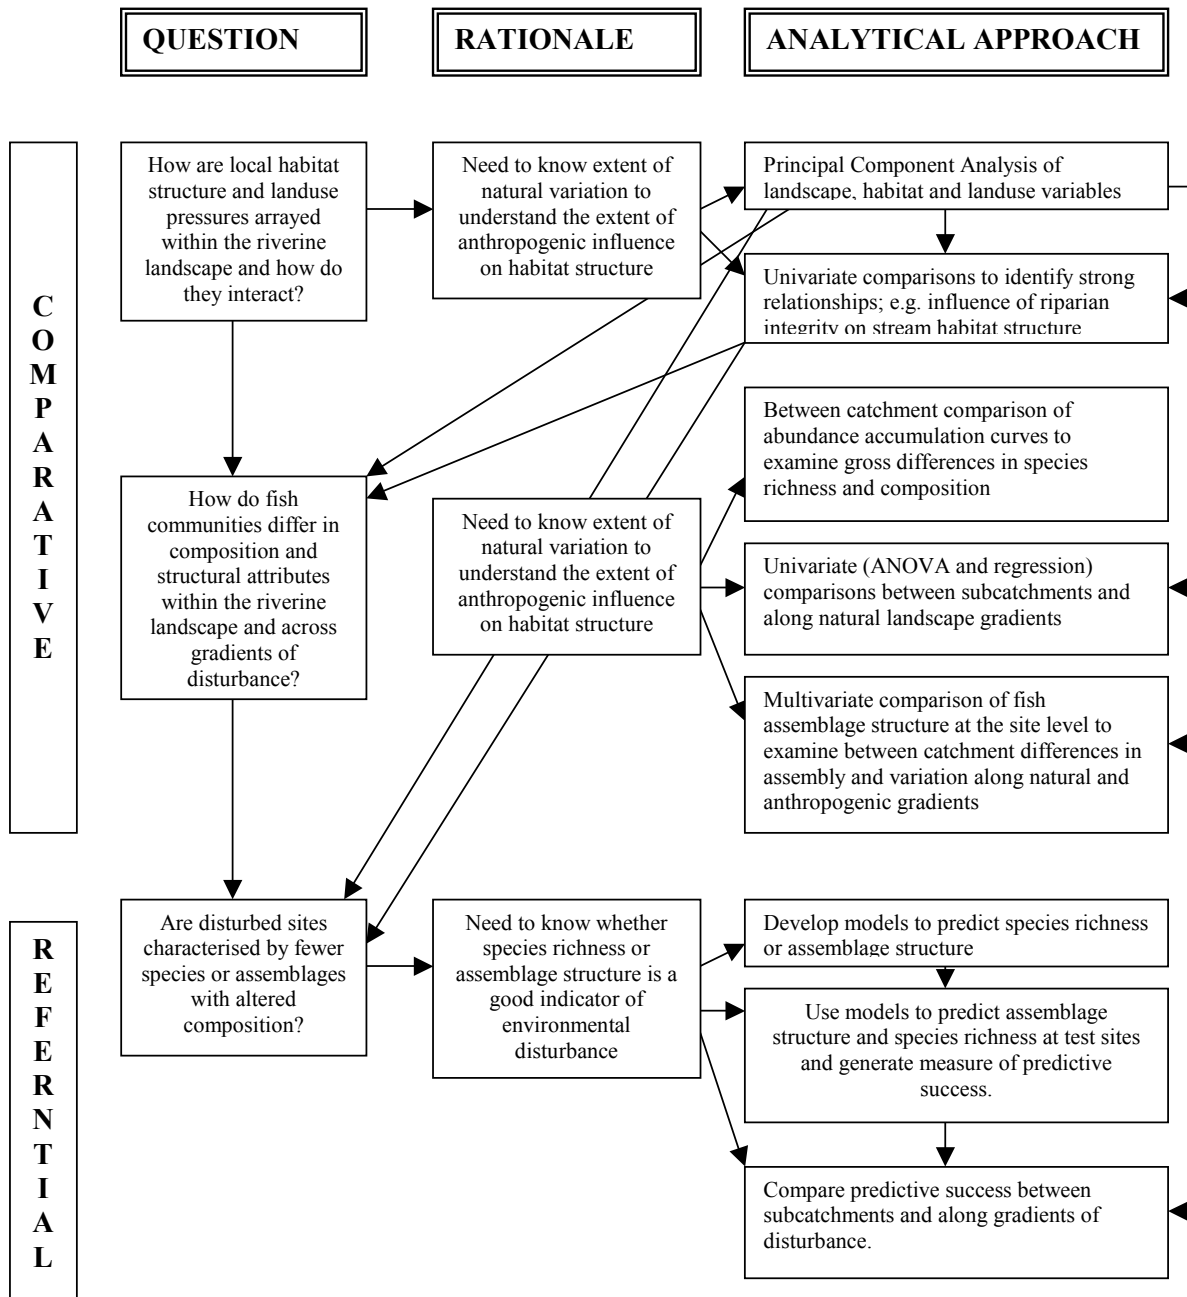 QUESTION
RATIONALE
ANALYTICAL APPROACH
C
O
M
P
A
R
A
T
I
V
E
How are local habitat
structure and landuse
pressures arrayed
within the riverine
landscape and how do
they interact?
Need to know extent of
natural variation to
understand the extent of
anthropogenic influence
on habitat structure
Principal Component Analysis of
landscape, habitat and landuse variables
Univariate comparisons to identify strong
relationships; e.g. influence of riparian
integrity on stream habitat structure
Between catchment comparison of
abundance accumulation curves to
examine gross differences in species
richness and composition
How do fish
communities differ in
composition and
structural attributes
within the riverine
landscape and across
gradients of
disturbance?
Need to know extent of
natural variation to
understand the extent of
anthropogenic influence
on habitat structure
Univariate (ANOVA and regression)
comparisons between subcatchments and
along natural landscape gradients
Multivariate comparison of fish
assemblage structure at the site level to
examine between catchment differences in
assembly and variation along natural and
anthropogenic gradients
R
E
F
E
R
N
T
I
A
L
Are disturbed sites
characterised by fewer
species or assemblages
with altered
composition?
Need to know whether
species richness or
assemblage structure is a
good indicator of
environmental
disturbance
Develop models to predict species richness
or assemblage structure
Use models to predict assemblage
structure and species richness at test sites
and generate measure of predictive
success.
Compare predictive success between
subcatchments and along gradients of
disturbance.